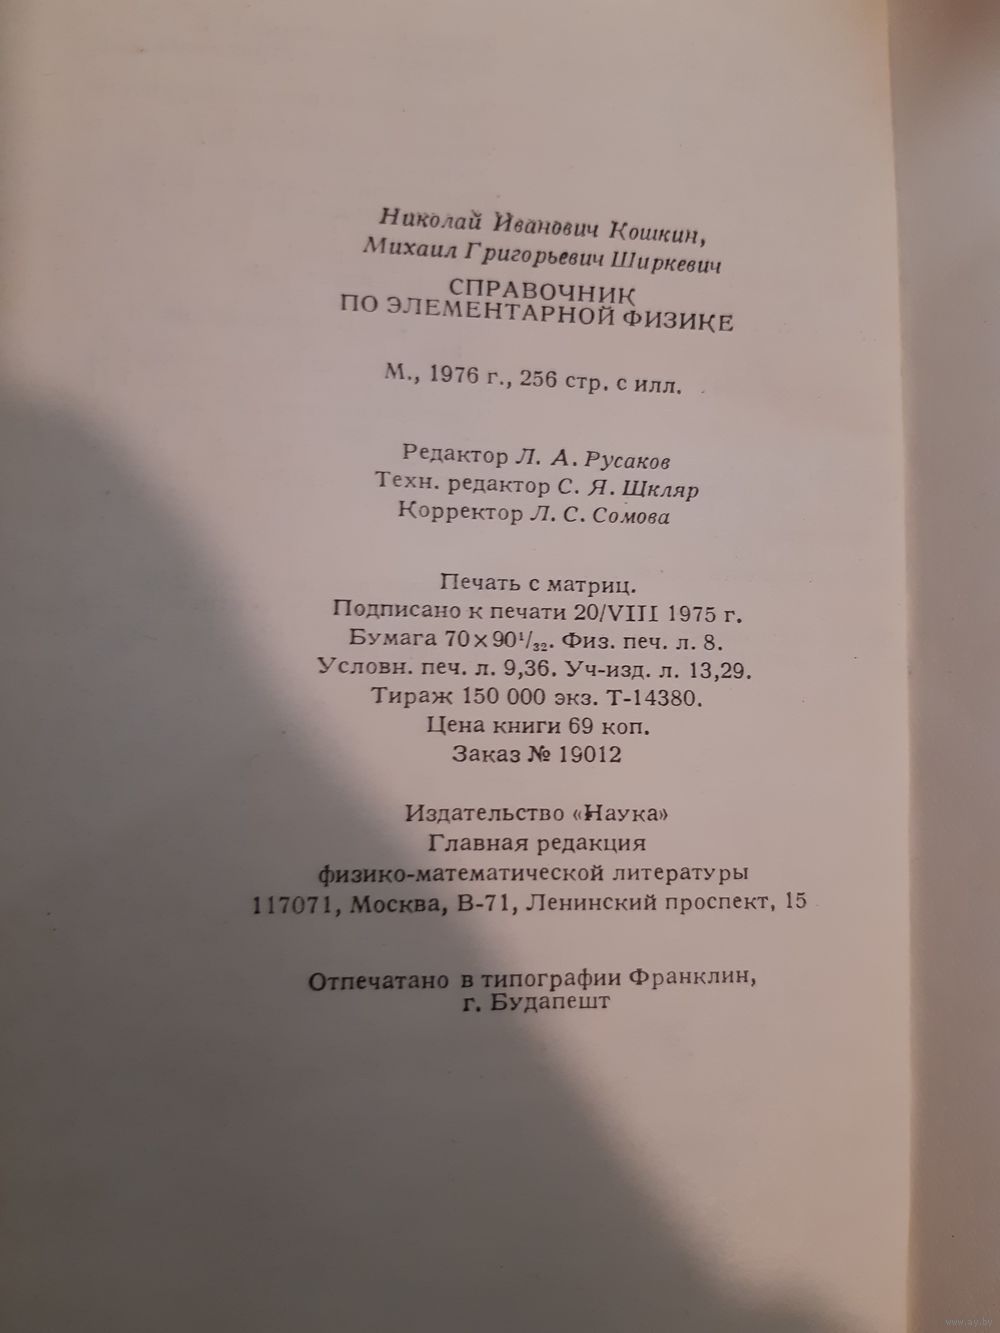 Николай Иванович Кошкин,
Михаил Григорьевич Ширкевич
СПРАВОЧНИК
ПО ЭЛЕМЕНТАРНОЙ ФИЗИКЕ
М., 1976 г., 256 стр. с илл.
Редактор Л. А. Русаков
Техн. редактор С. Я. Шкляр
Корректор Л. С. Сомова
Печать с матриц.
Подписано к печати 20/VIII 1975 г.
Бумага 70×90¹/₃₂. Физ. печ. л. 8.
Условн. печ. л. 9,36. Уч-изд. л. 13,29.
Тираж 150 000 экз. Т-14380.
Цена книги 69 коп.
Заказ № 19012
Издательство «Наука»
Главная редакция
физико-математической литературы
117071, Москва, В-71, Ленинский проспект, 15
Отпечатано в типографии Франклин,
г. Будапешт
www.ay.by